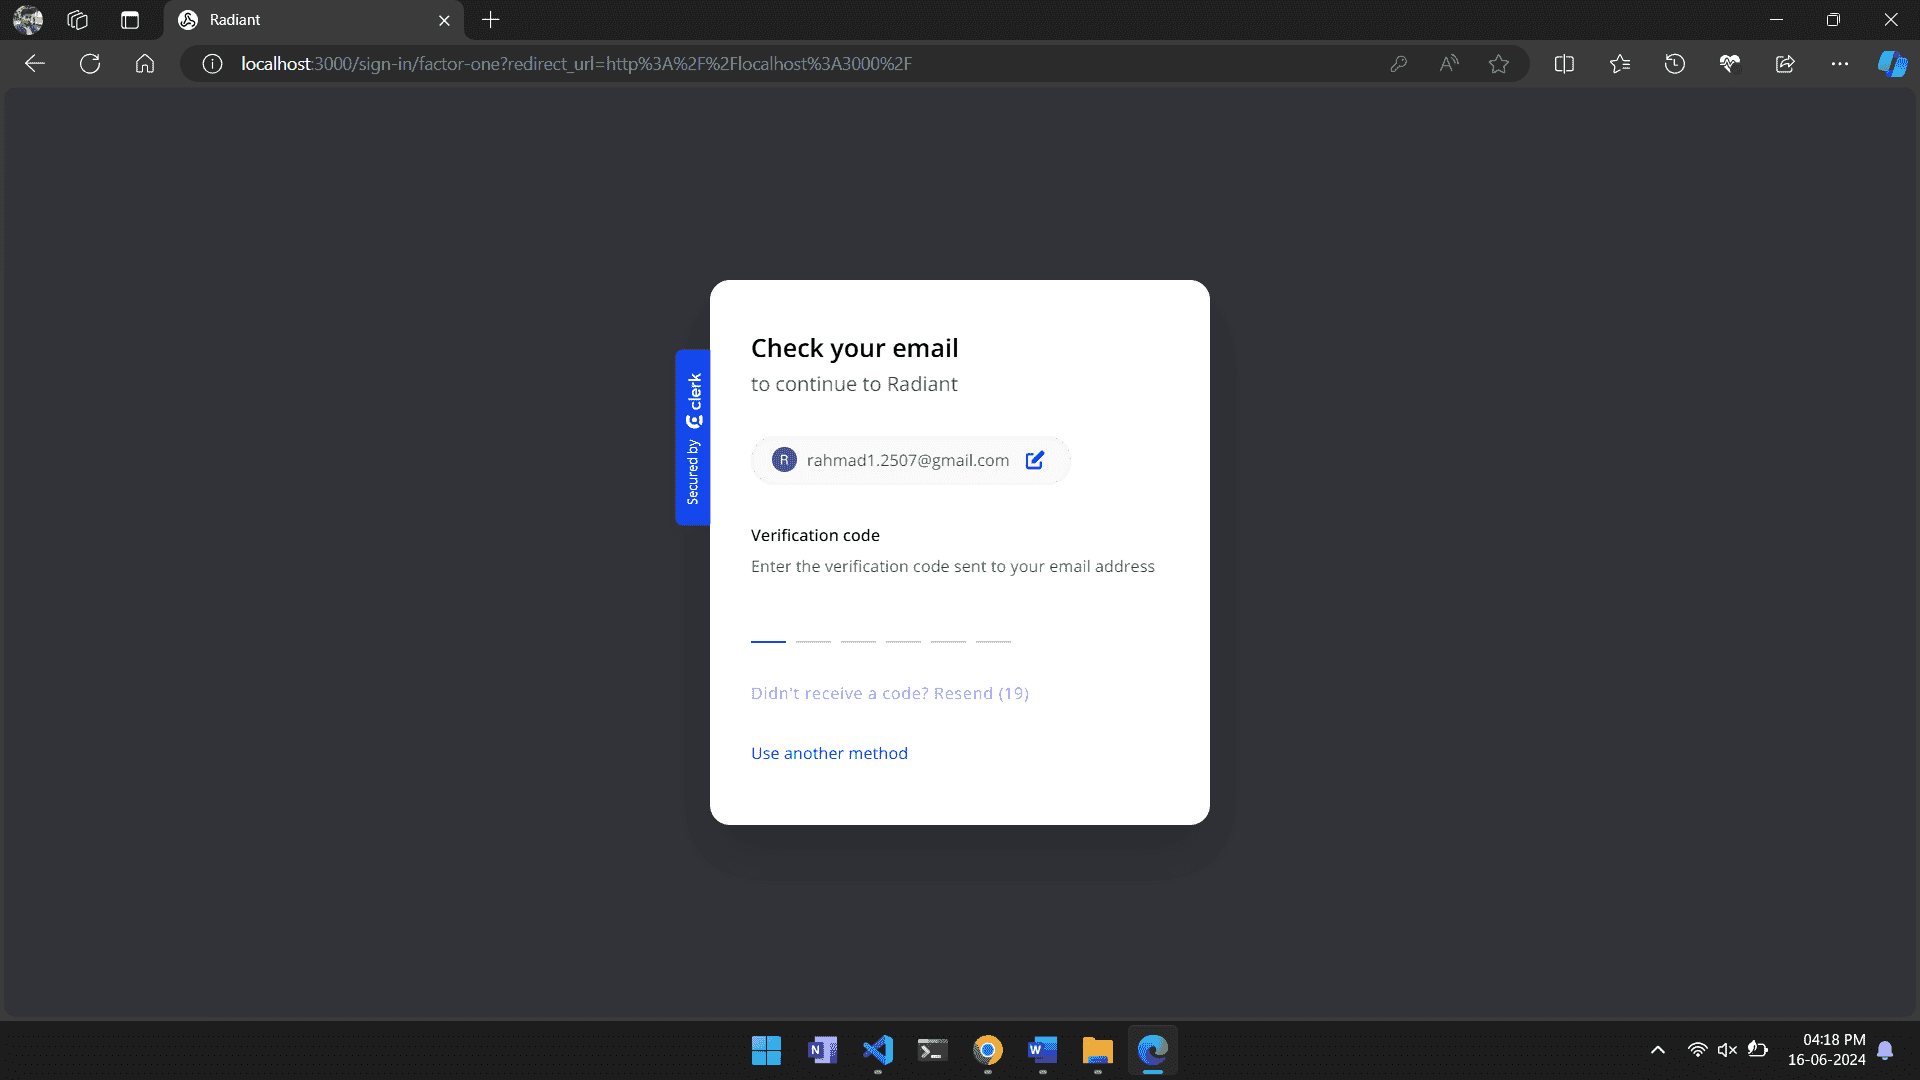 Radiant
localhost:3000/sign-in/factor-one?redirect_url=http%3A%2F%2Flocalhost%3A3000%2F
Check your email
to continue to Radiant
Secured by clerk
R rahmad1.2507@gmail.com
Verification code
Enter the verification code sent to your email address
Didn't receive a code? Resend (19)
Use another method
04:18 PM
16-06-2024